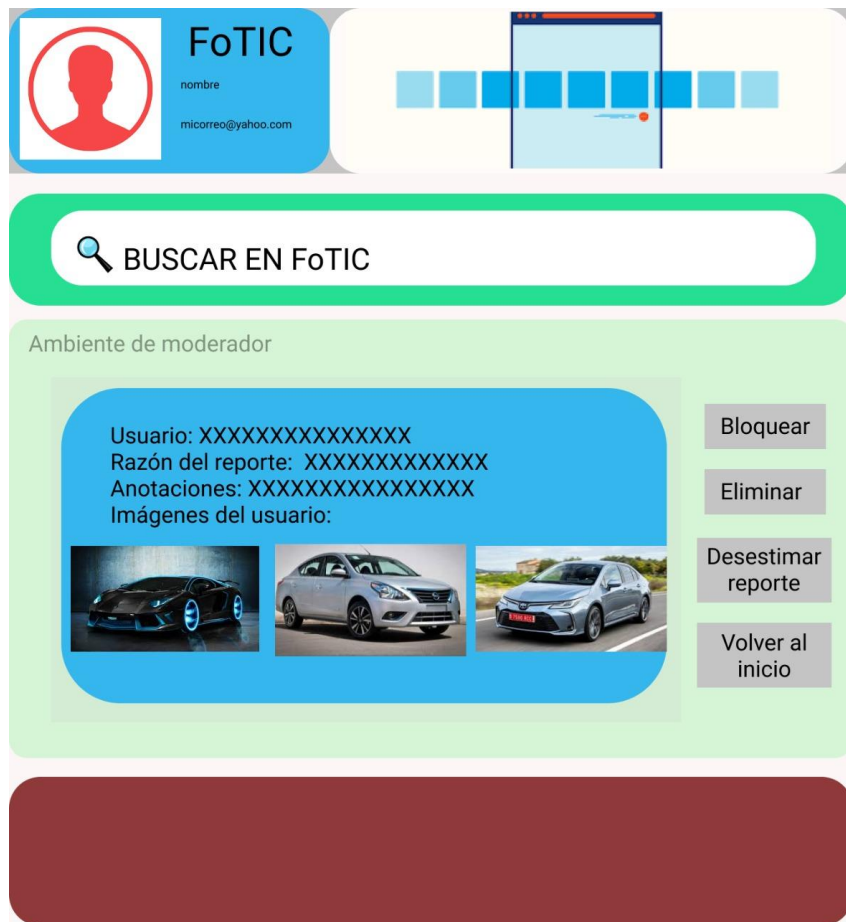 FoTIC
nombre
micorreo@yahoo.com
BUSCAR EN FoTIC
Ambiente de moderador
Usuario: XXXXXXXXXXXXXXX
Razón del reporte: XXXXXXXXXXXXX
Anotaciones: XXXXXXXXXXXXXXXX
Imágenes del usuario:
Bloquear
Eliminar
Desestimar
reporte
Volver al
inicio